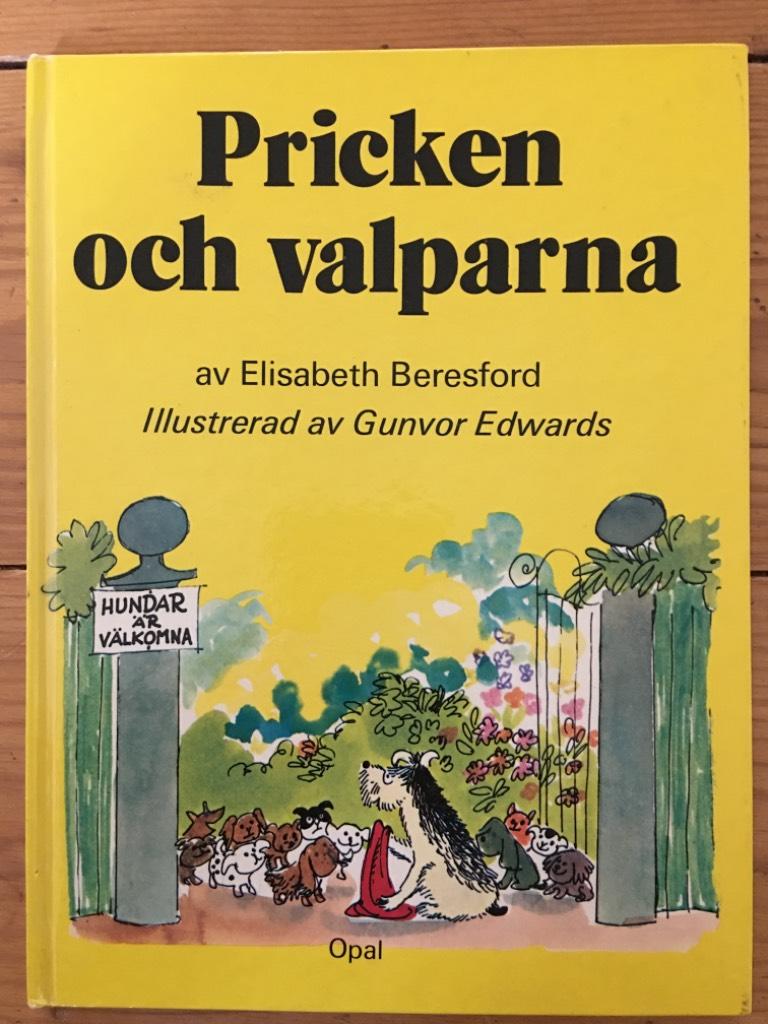 Pricken
och valparna
av Elisabeth Beresford
Illustrerad av Gunvor Edwards
HUNDAR
ÄR
VÄLKOMNA
Opal